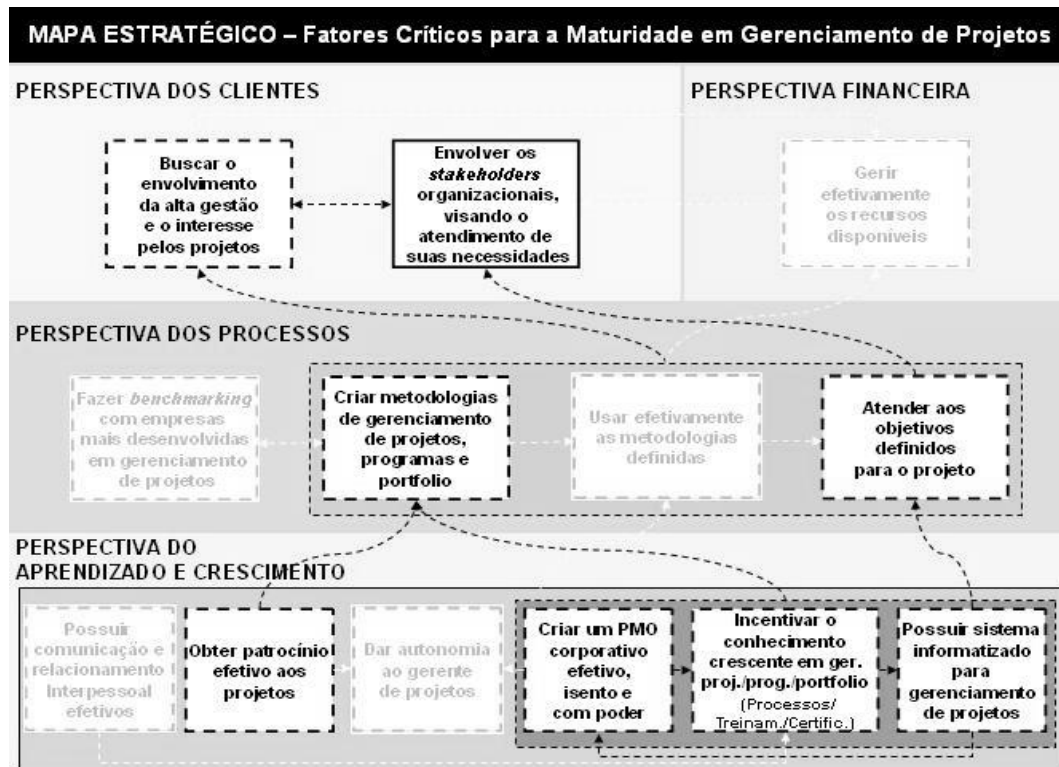 MAPA ESTRATÉGICO – Fatores Críticos para a Maturidade em Gerenciamento de Projetos
PERSPECTIVA DOS CLIENTES
Buscar o
envolvimento
da alta gestão
e o interesse
pelos projetos
Envolver os
stakeholders
organizacionais,
visando o
atendimento de
suas necessidades
PERSPECTIVA FINANCEIRA
Gerir
efetivamente
os recursos
disponíveis
PERSPECTIVA DOS PROCESSOS
Fazer benchmarking
com empresas
mais desenvolvidas
em gerenciamento
de projetos
Criar metodologias
de gerenciamento
de projetos,
programas e
portfolio
Usar efetivamente
as metodologias
definidas
Atender aos
objetivos
definidos
para o projeto
PERSPECTIVA DO
APRENDIZADO E CRESCIMENTO
Possuir
comunicação e
relacionamento
Interpessoal
efetivos
Obter patrocínio
efetivo aos
projetos
Dar autonomia
ao gerente
de projetos
Criar um PMO
corporativo
efetivo,
isento e
com poder
Incentivar o
conhecimento
crescente em ger.
proj./prog./portfolio
(Processos/
Treinam./Certific.)
Possuir sistema
informatizado
para
gerenciamento
de projetos